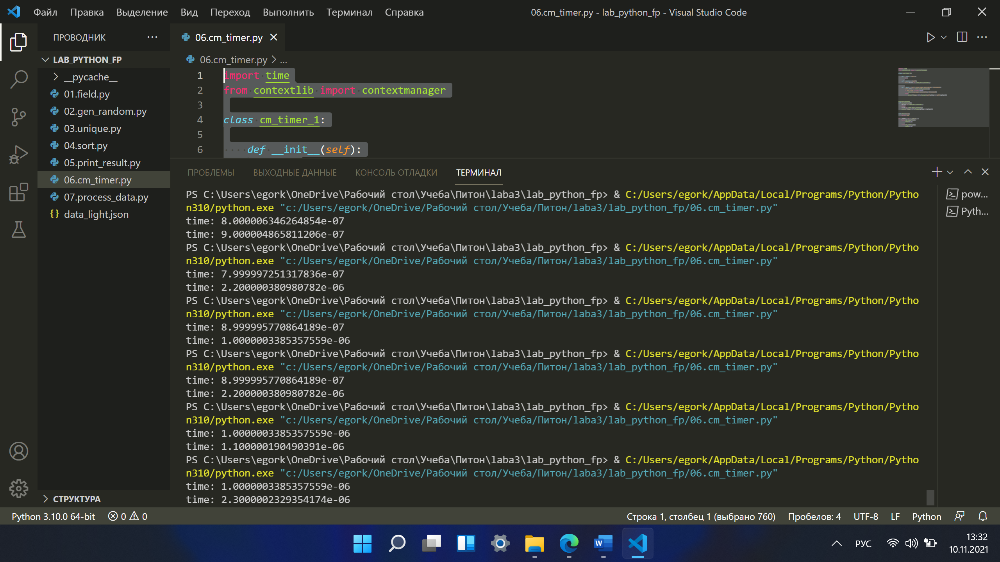 Файл Правка Выделение Вид Переход Выполнить Терминал Справка
06.cm_timer.py - lab_python_fp - Visual Studio Code
ПРОВОДНИК
LAB_PYTHON_FP
__pycache__
01.field.py
02.gen_random.py
03.unique.py
04.sort.py
05.print_result.py
06.cm_timer.py
07.process_data.py
{} data_light.json
СТРУКТУРА
06.cm_timer.py
06.cm_timer.py > ...
1 import time
2 from contextlib import contextmanager
3
4 class cm_timer_1:
5
6 def __init__(self):
ПРОБЛЕМЫ ВЫХОДНЫЕ ДАННЫЕ КОНСОЛЬ ОТЛАДКИ ТЕРМИНАЛ
PS C:\Users\egork\OneDrive\Рабочий стол\Учеба\Питон\laba3\lab_python_fp> & C:/Users/egork/AppData/Local/Programs/Python/Pytho
n310/python.exe "c:/Users/egork/OneDrive/Рабочий стол/Учеба/Питон/laba3/lab_python_fp/06.cm_timer.py"
time: 8.000006346264854e-07
time: 9.000004865811206e-07
PS C:\Users\egork\OneDrive\Рабочий стол\Учеба\Питон\laba3\lab_python_fp> & C:/Users/egork/AppData/Local/Programs/Python/Pytho
n310/python.exe "c:/Users/egork/OneDrive/Рабочий стол/Учеба/Питон/laba3/lab_python_fp/06.cm_timer.py"
time: 7.999997251317836e-07
time: 2.200000380980782e-06
PS C:\Users\egork\OneDrive\Рабочий стол\Учеба\Питон\laba3\lab_python_fp> & C:/Users/egork/AppData/Local/Programs/Python/Pytho
n310/python.exe "c:/Users/egork/OneDrive/Рабочий стол/Учеба/Питон/laba3/lab_python_fp/06.cm_timer.py"
time: 8.999995770864189e-07
time: 1.0000003385357559e-06
PS C:\Users\egork\OneDrive\Рабочий стол\Учеба\Питон\laba3\lab_python_fp> & C:/Users/egork/AppData/Local/Programs/Python/Pytho
n310/python.exe "c:/Users/egork/OneDrive/Рабочий стол/Учеба/Питон/laba3/lab_python_fp/06.cm_timer.py"
time: 8.999995770864189e-07
time: 2.200000380980782e-06
PS C:\Users\egork\OneDrive\Рабочий стол\Учеба\Питон\laba3\lab_python_fp> & C:/Users/egork/AppData/Local/Programs/Python/Pytho
n310/python.exe "c:/Users/egork/OneDrive/Рабочий стол/Учеба/Питон/laba3/lab_python_fp/06.cm_timer.py"
time: 1.0000003385357559e-06
time: 1.100000190490391e-06
PS C:\Users\egork\OneDrive\Рабочий стол\Учеба\Питон\laba3\lab_python_fp> & C:/Users/egork/AppData/Local/Programs/Python/Pytho
n310/python.exe "c:/Users/egork/OneDrive/Рабочий стол/Учеба/Питон/laba3/lab_python_fp/06.cm_timer.py"
time: 1.0000003385357559e-06
time: 2.3000002329354174e-06
pow...
Pyth...
Python 3.10.0 64-bit 0 0
Строка 1, столбец 1 (выбрано 760) Пробелов: 4 UTF-8 LF Python
W
РУС
13:32
10.11.2021